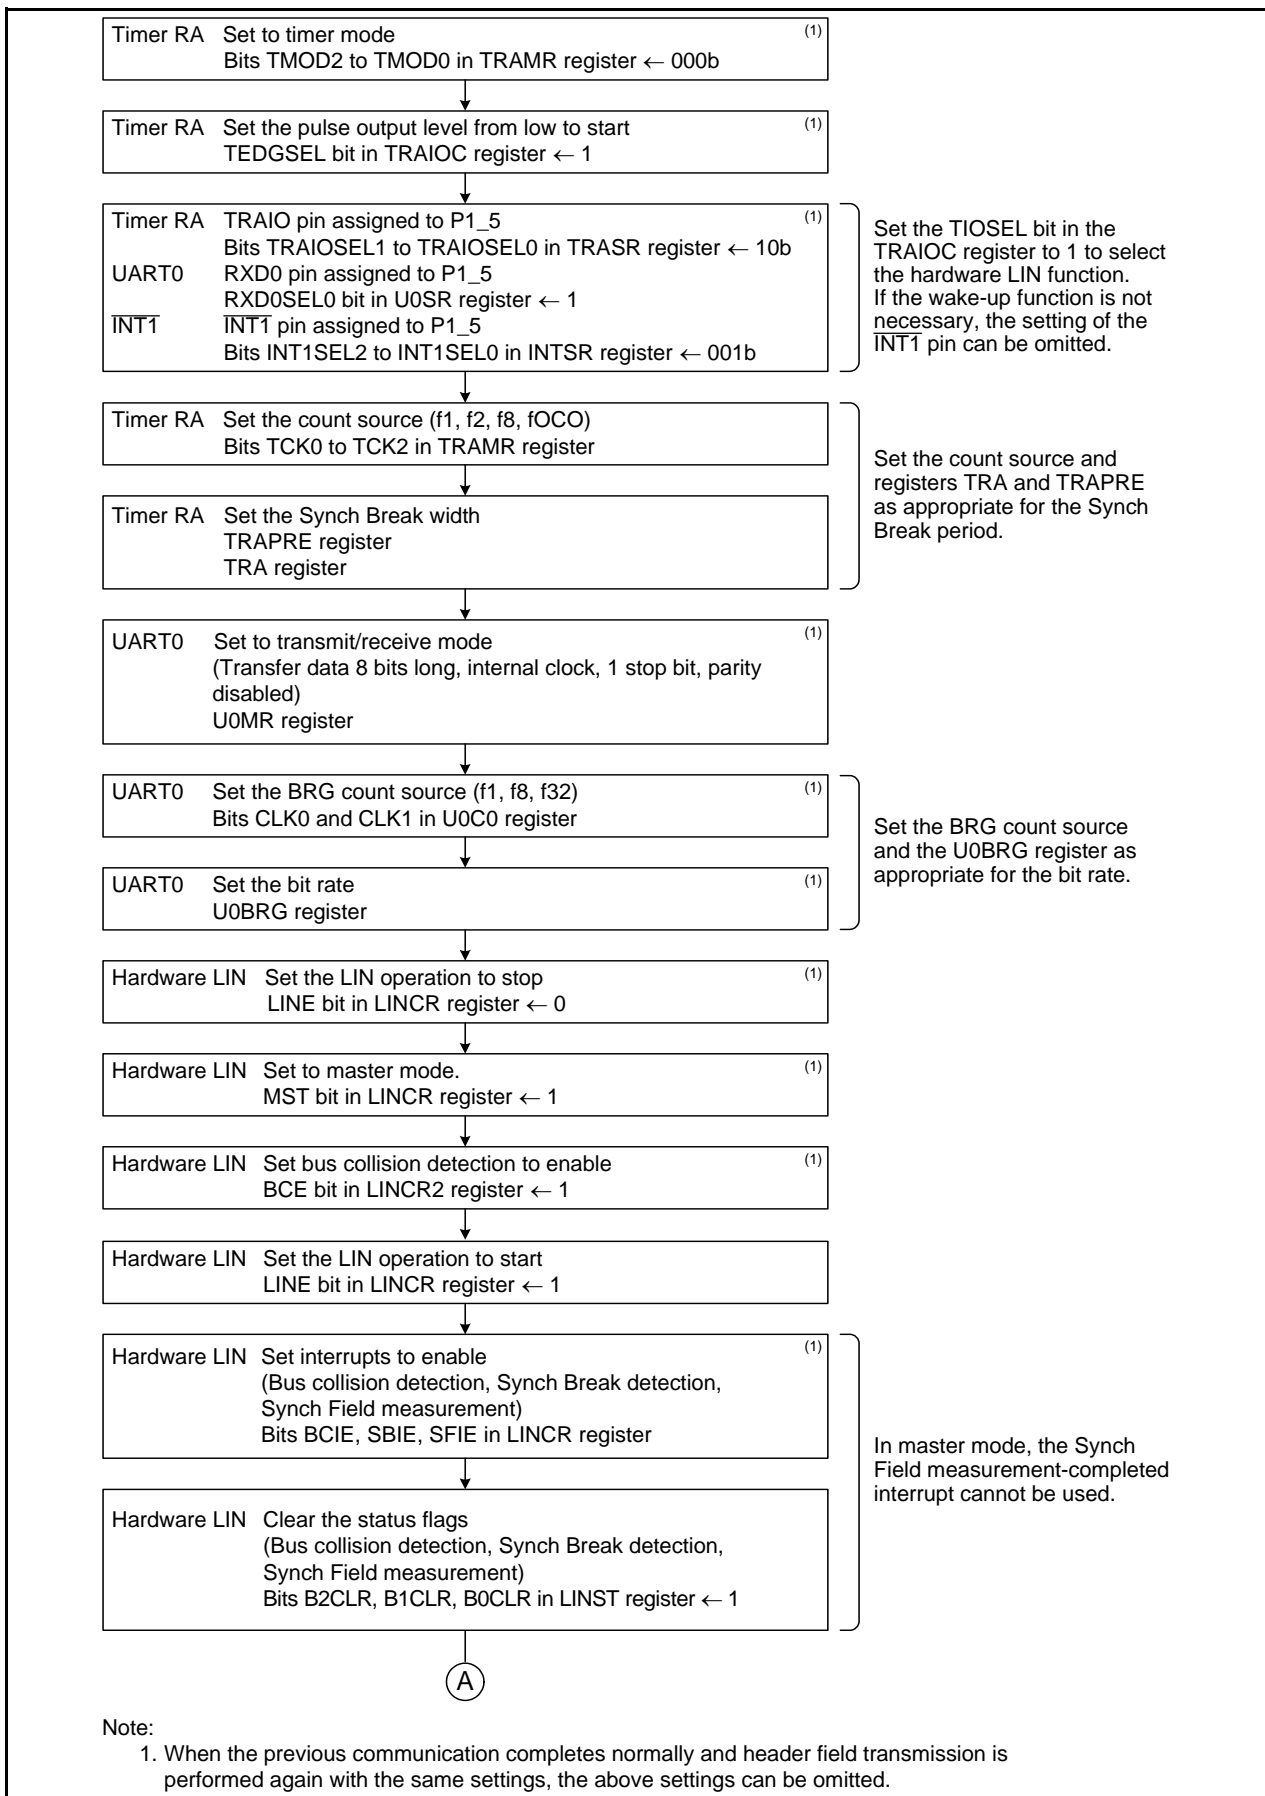 Timer RA Set to timer mode (1)
Bits TMOD2 to TMOD0 in TRAMR register ← 000b
Timer RA Set the pulse output level from low to start (1)
TEDGSEL bit in TRAIOC register ← 1
Timer RA TRAIO pin assigned to P1_5 (1)
Bits TRAIOSEL1 to TRAIOSEL0 in TRASR register ← 10b
UART0 RXD0 pin assigned to P1_5
RXD0SEL0 bit in U0SR register ← 1
INT1 INT1 pin assigned to P1_5
Bits INT1SEL2 to INT1SEL0 in INTSR register ← 001b
Set the TIOSEL bit in the
TRAIOC register to 1 to select
the hardware LIN function.
If the wake-up function is not
necessary, the setting of the
INT1 pin can be omitted.
Timer RA Set the count source (f1, f2, f8, fOCO)
Bits TCK0 to TCK2 in TRAMR register
Timer RA Set the Synch Break width
TRAPRE register
TRA register
Set the count source and
registers TRA and TRAPRE
as appropriate for the Synch
Break period.
UART0 Set to transmit/receive mode (1)
(Transfer data 8 bits long, internal clock, 1 stop bit, parity
disabled)
U0MR register
UART0 Set the BRG count source (f1, f8, f32) (1)
Bits CLK0 and CLK1 in U0C0 register
UART0 Set the bit rate (1)
U0BRG register
Set the BRG count source
and the U0BRG register as
appropriate for the bit rate.
Hardware LIN Set the LIN operation to stop (1)
LINE bit in LINCR register ← 0
Hardware LIN Set to master mode. (1)
MST bit in LINCR register ← 1
Hardware LIN Set bus collision detection to enable (1)
BCE bit in LINCR2 register ← 1
Hardware LIN Set the LIN operation to start
LINE bit in LINCR register ← 1
Hardware LIN Set interrupts to enable (1)
(Bus collision detection, Synch Break detection,
Synch Field measurement)
Bits BCIE, SBIE, SFIE in LINCR register
Hardware LIN Clear the status flags
(Bus collision detection, Synch Break detection,
Synch Field measurement)
Bits B2CLR, B1CLR, B0CLR in LINST register ← 1
In master mode, the Synch
Field measurement-completed
interrupt cannot be used.
A
Note:
1. When the previous communication completes normally and header field transmission is
performed again with the same settings, the above settings can be omitted.